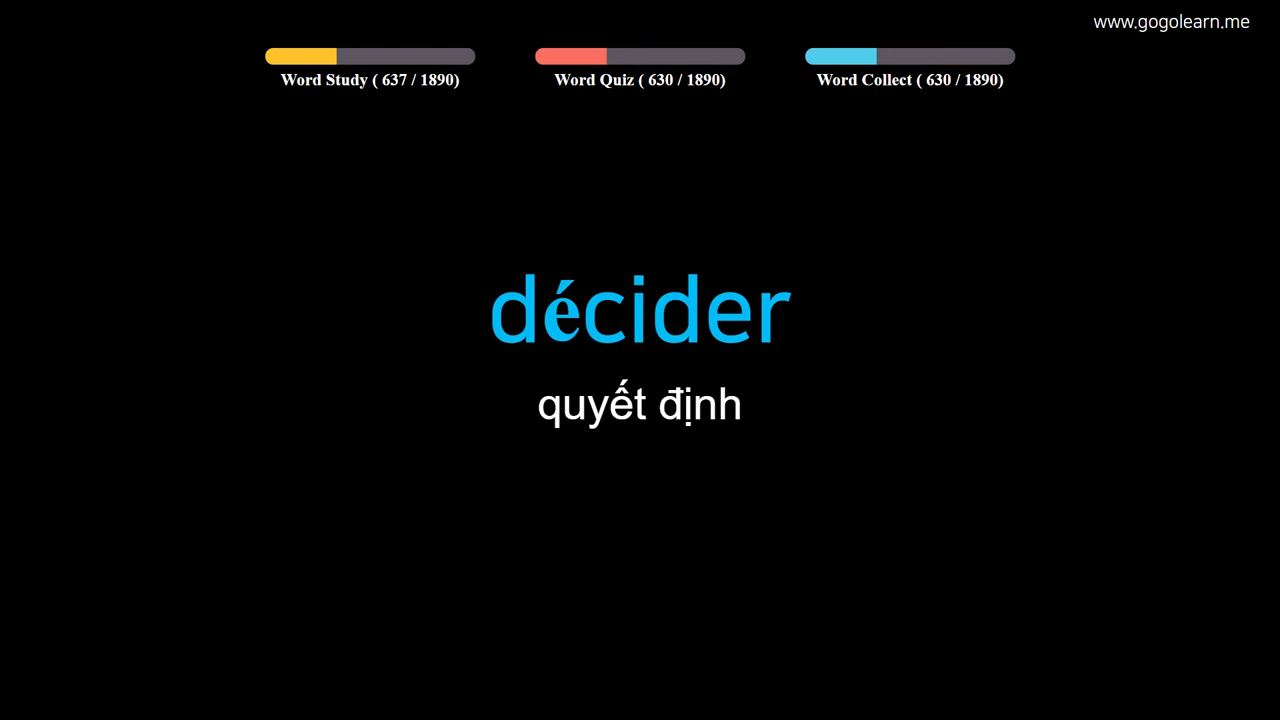 www.gogolearn.me
Word Study ( 637 / 1890)
Word Quiz ( 630 / 1890)
Word Collect ( 630 / 1890)
décider
quyết định